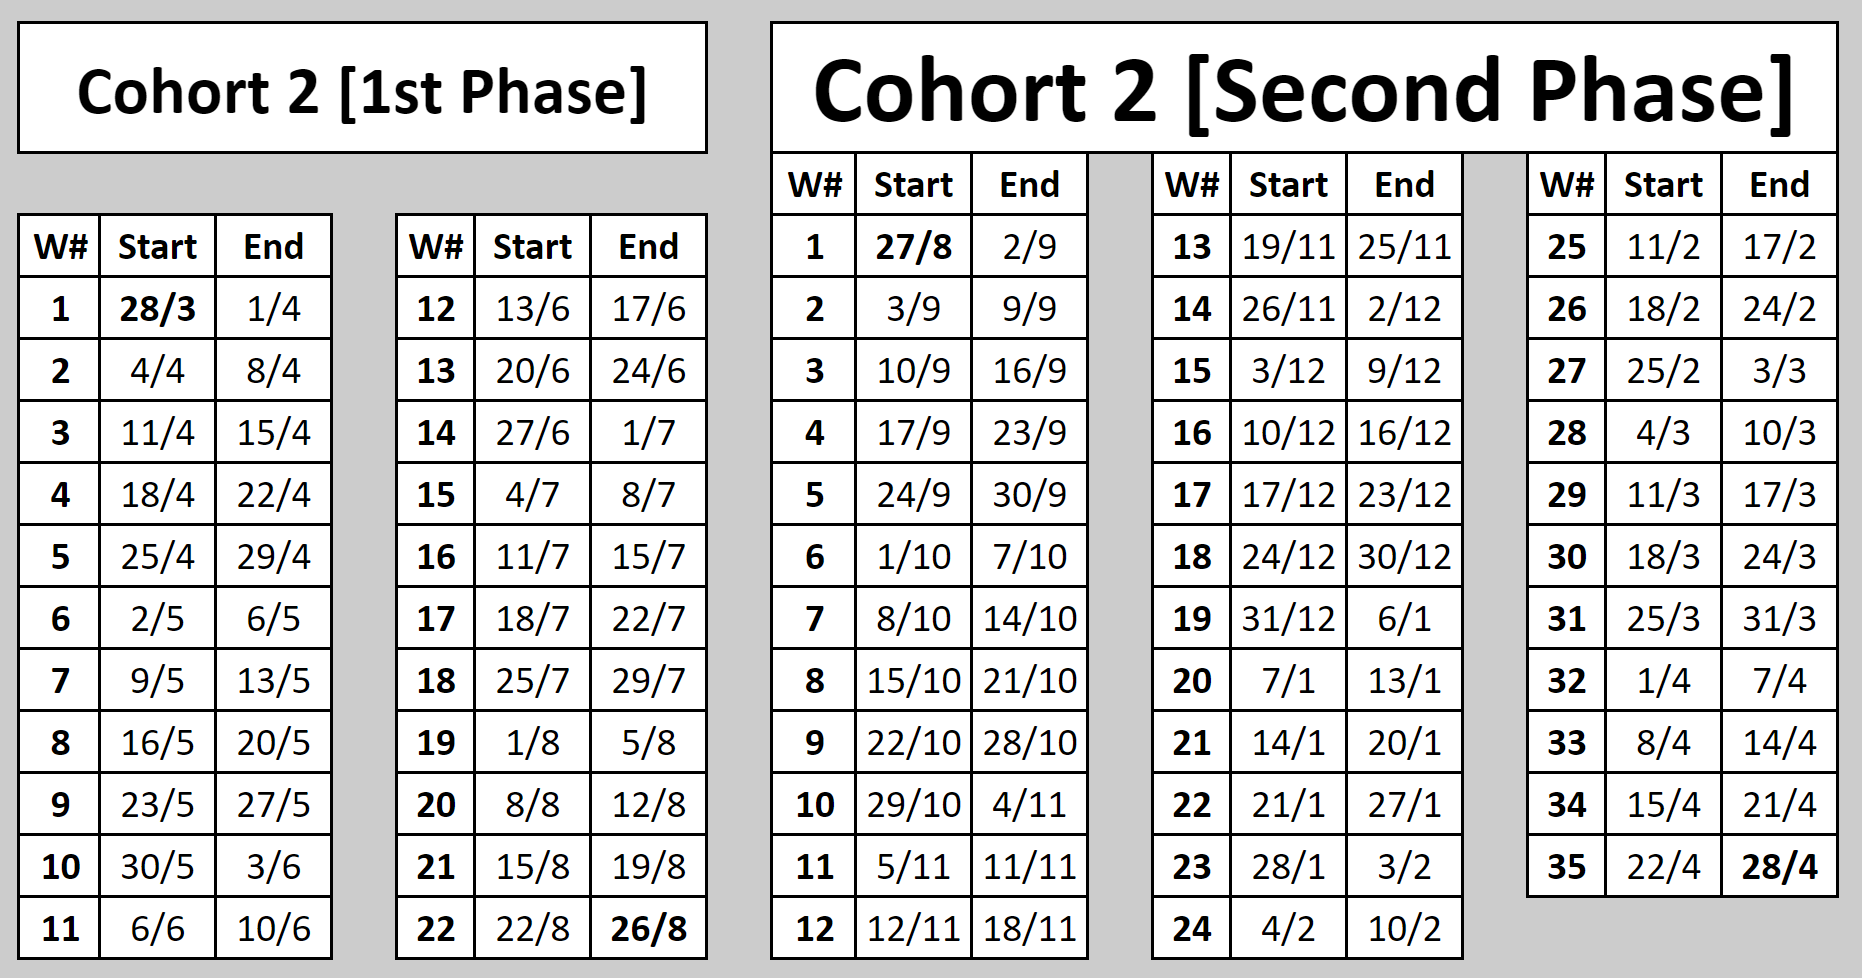 Cohort 2 [1st Phase]
W# Start End
1 28/3 1/4
2 4/4 8/4
3 11/4 15/4
4 18/4 22/4
5 25/4 29/4
6 2/5 6/5
7 9/5 13/5
8 16/5 20/5
9 23/5 27/5
10 30/5 3/6
11 6/6 10/6
W# Start End
12 13/6 17/6
13 20/6 24/6
14 27/6 1/7
15 4/7 8/7
16 11/7 15/7
17 18/7 22/7
18 25/7 29/7
19 1/8 5/8
20 8/8 12/8
21 15/8 19/8
22 22/8 26/8
Cohort 2 [Second Phase]
W# Start End
1 27/8 2/9
2 3/9 9/9
3 10/9 16/9
4 17/9 23/9
5 24/9 30/9
6 1/10 7/10
7 8/10 14/10
8 15/10 21/10
9 22/10 28/10
10 29/10 4/11
11 5/11 11/11
12 12/11 18/11
W# Start End
13 19/11 25/11
14 26/11 2/12
15 3/12 9/12
16 10/12 16/12
17 17/12 23/12
18 24/12 30/12
19 31/12 6/1
20 7/1 13/1
21 14/1 20/1
22 21/1 27/1
23 28/1 3/2
24 4/2 10/2
W# Start End
25 11/2 17/2
26 18/2 24/2
27 25/2 3/3
28 4/3 10/3
29 11/3 17/3
30 18/3 24/3
31 25/3 31/3
32 1/4 7/4
33 8/4 14/4
34 15/4 21/4
35 22/4 28/4